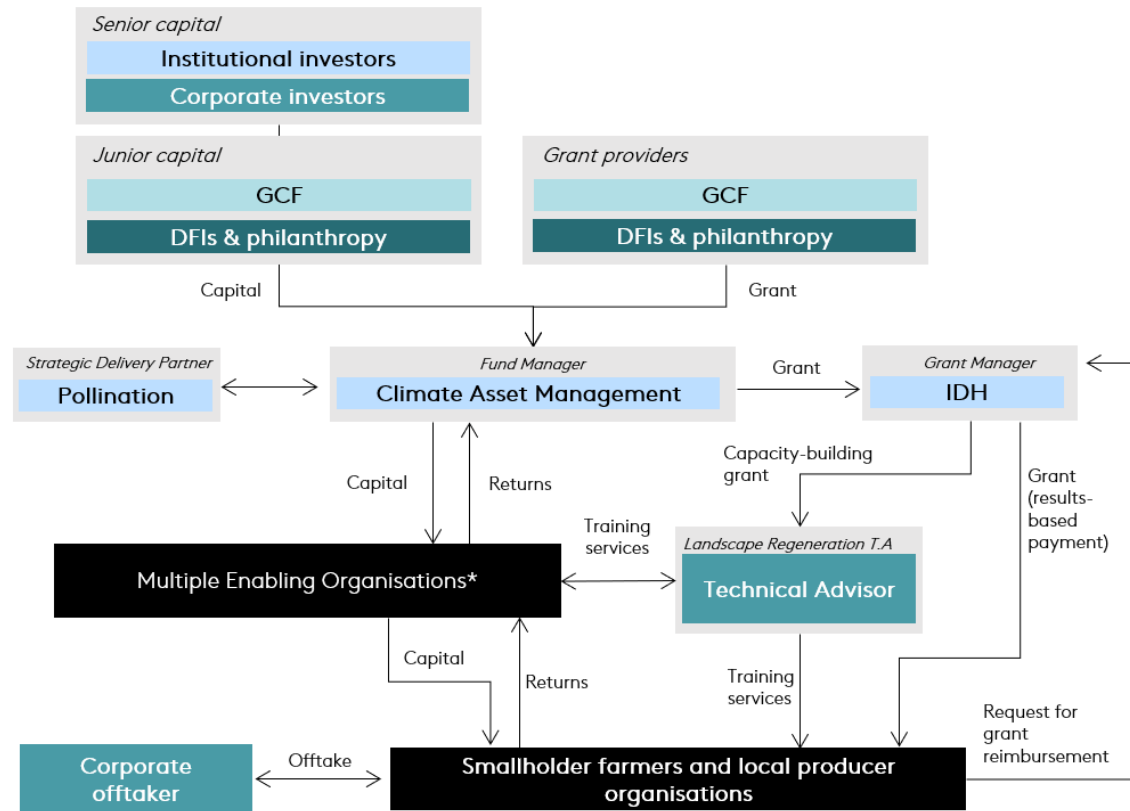 Senior capital
Institutional investors
Corporate investors
Junior capital
GCF
DFIs & philanthropy
Grant providers
GCF
DFIs & philanthropy
Capital
Grant
Strategic Delivery Partner
Pollination
Fund Manager
Climate Asset Management
Grant
Grant Manager
IDH
Capital
Returns
Capacity-building
grant
Grant
(results-
based
payment)
Training
services
Landscape Regeneration T.A
Technical Advisor
Multiple Enabling Organisations*
Capital
Returns
Training
services
Request for
grant
reimbursement
Corporate
offtaker
Offtake
Smallholder farmers and local producer
organisations